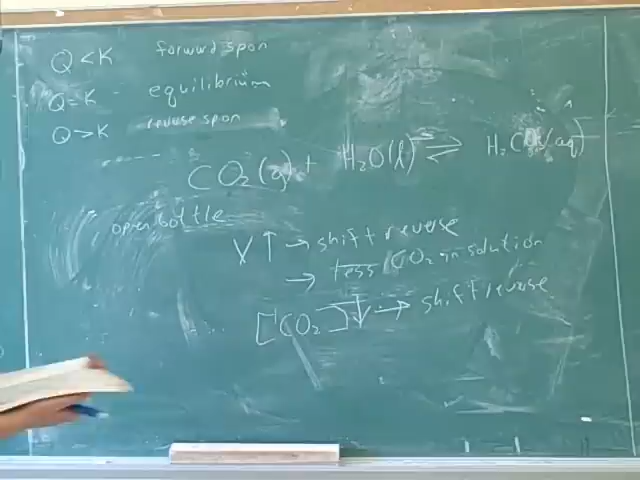 Q < K forward spon
Q = K equilibrium
Q > K reverse spon
CO₂(g) + H₂O(l) ⇌ H₂CO₃(aq)
open bottle
V↑ → shift reverse
→ less CO₂ in solution
[CO₂]↓ → shift reverse